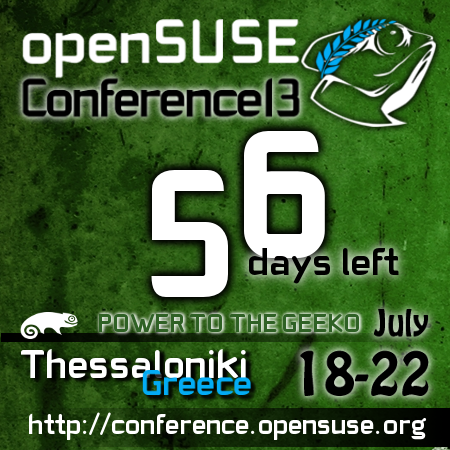 openSUSE
Conference13
56
days left
POWER TO THE GEEKO July
Thessaloniki 18-22
Greece
http://conference.opensuse.org